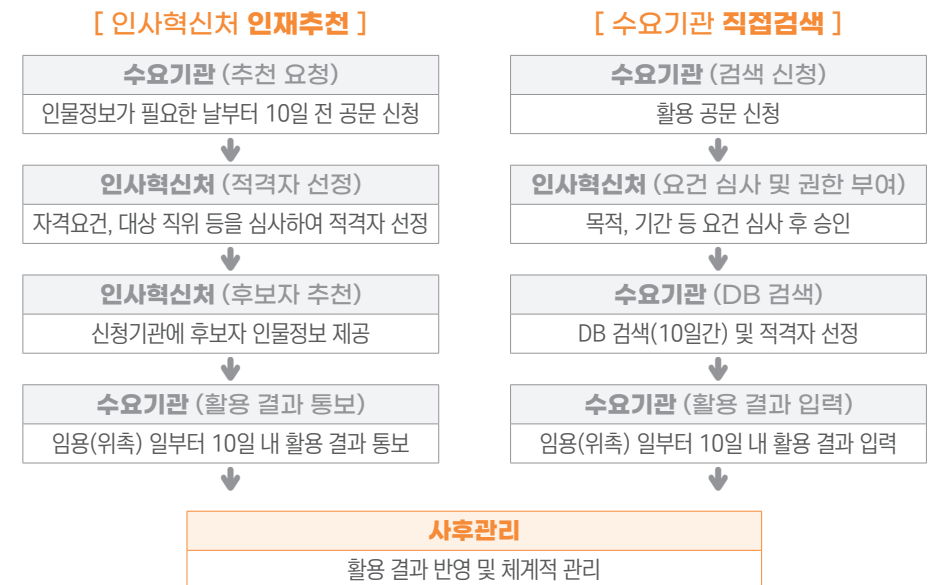 [ 인사혁신처 인재추천 ]
수요기관 (추천 요청)
인물정보가 필요한 날부터 10일 전 공문 신청
인사혁신처 (적격자 선정)
자격요건, 대상 직위 등을 심사하여 적격자 선정
인사혁신처 (후보자 추천)
신청기관에 후보자 인물정보 제공
수요기관 (활용 결과 통보)
임용(위촉) 일부터 10일 내 활용 결과 통보
[ 수요기관 직접검색 ]
수요기관 (검색 신청)
활용 공문 신청
인사혁신처 (요건 심사 및 권한 부여)
목적, 기간 등 요건 심사 후 승인
수요기관 (DB 검색)
DB 검색(10일간) 및 적격자 선정
수요기관 (활용 결과 입력)
임용(위촉) 일부터 10일 내 활용 결과 입력
사후관리
활용 결과 반영 및 체계적 관리